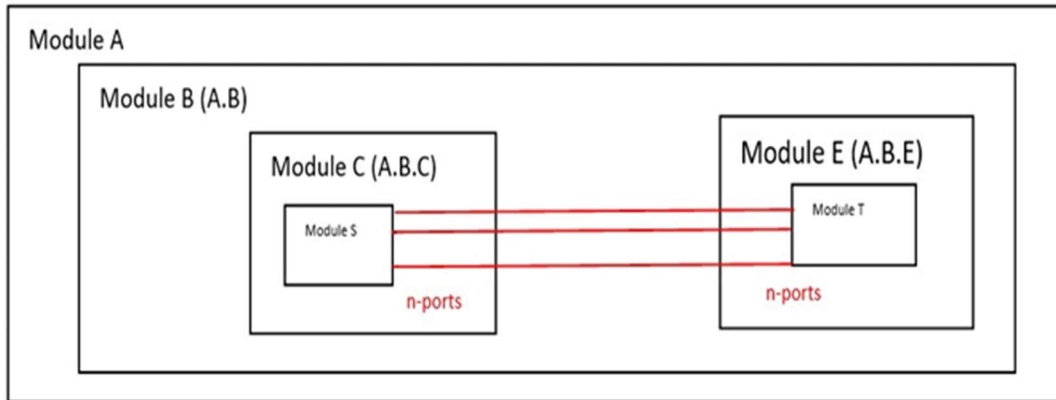 Module A
Module B (A.B)
Module C (A.B.C)
Module E (A.B.E)
Module S
Module T
n-ports
n-ports